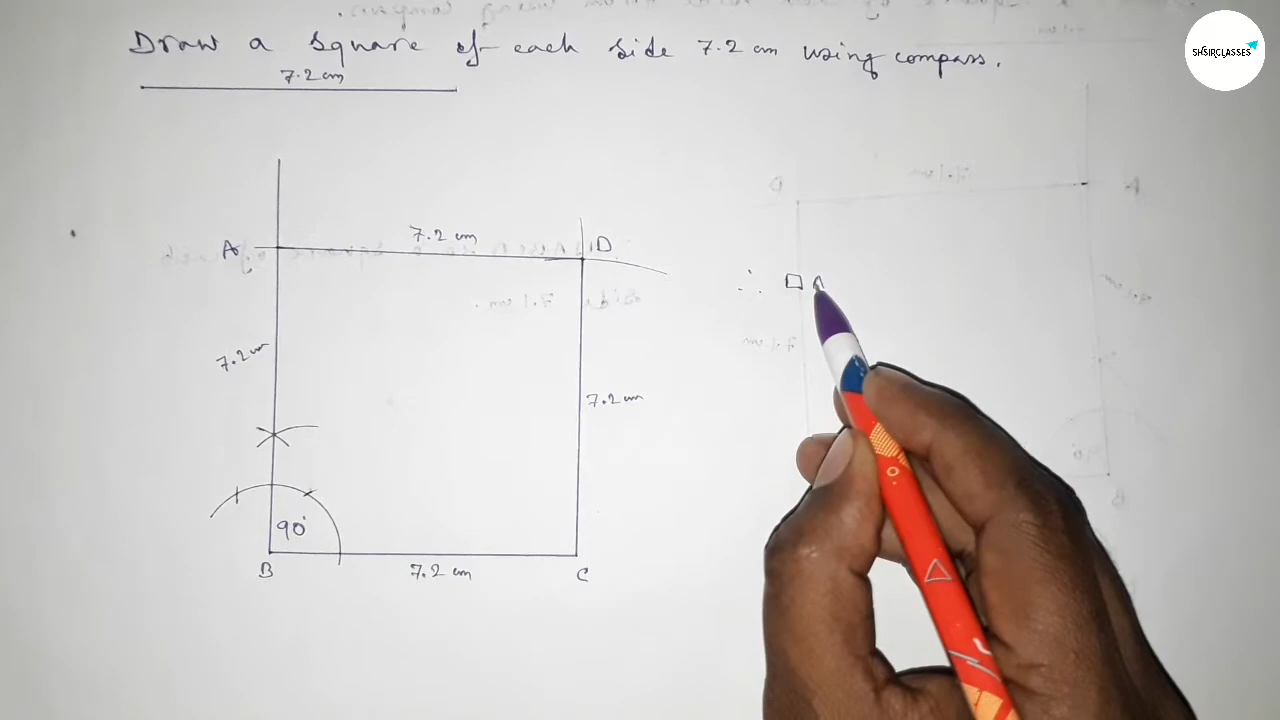 Draw a square of each side 7.2 cm using compass.
7.2 cm
SHSIRCLASSES
A
7.2 cm
D
∴ □ A
7.2 cm
7.2 cm
90°
B
7.2 cm
C